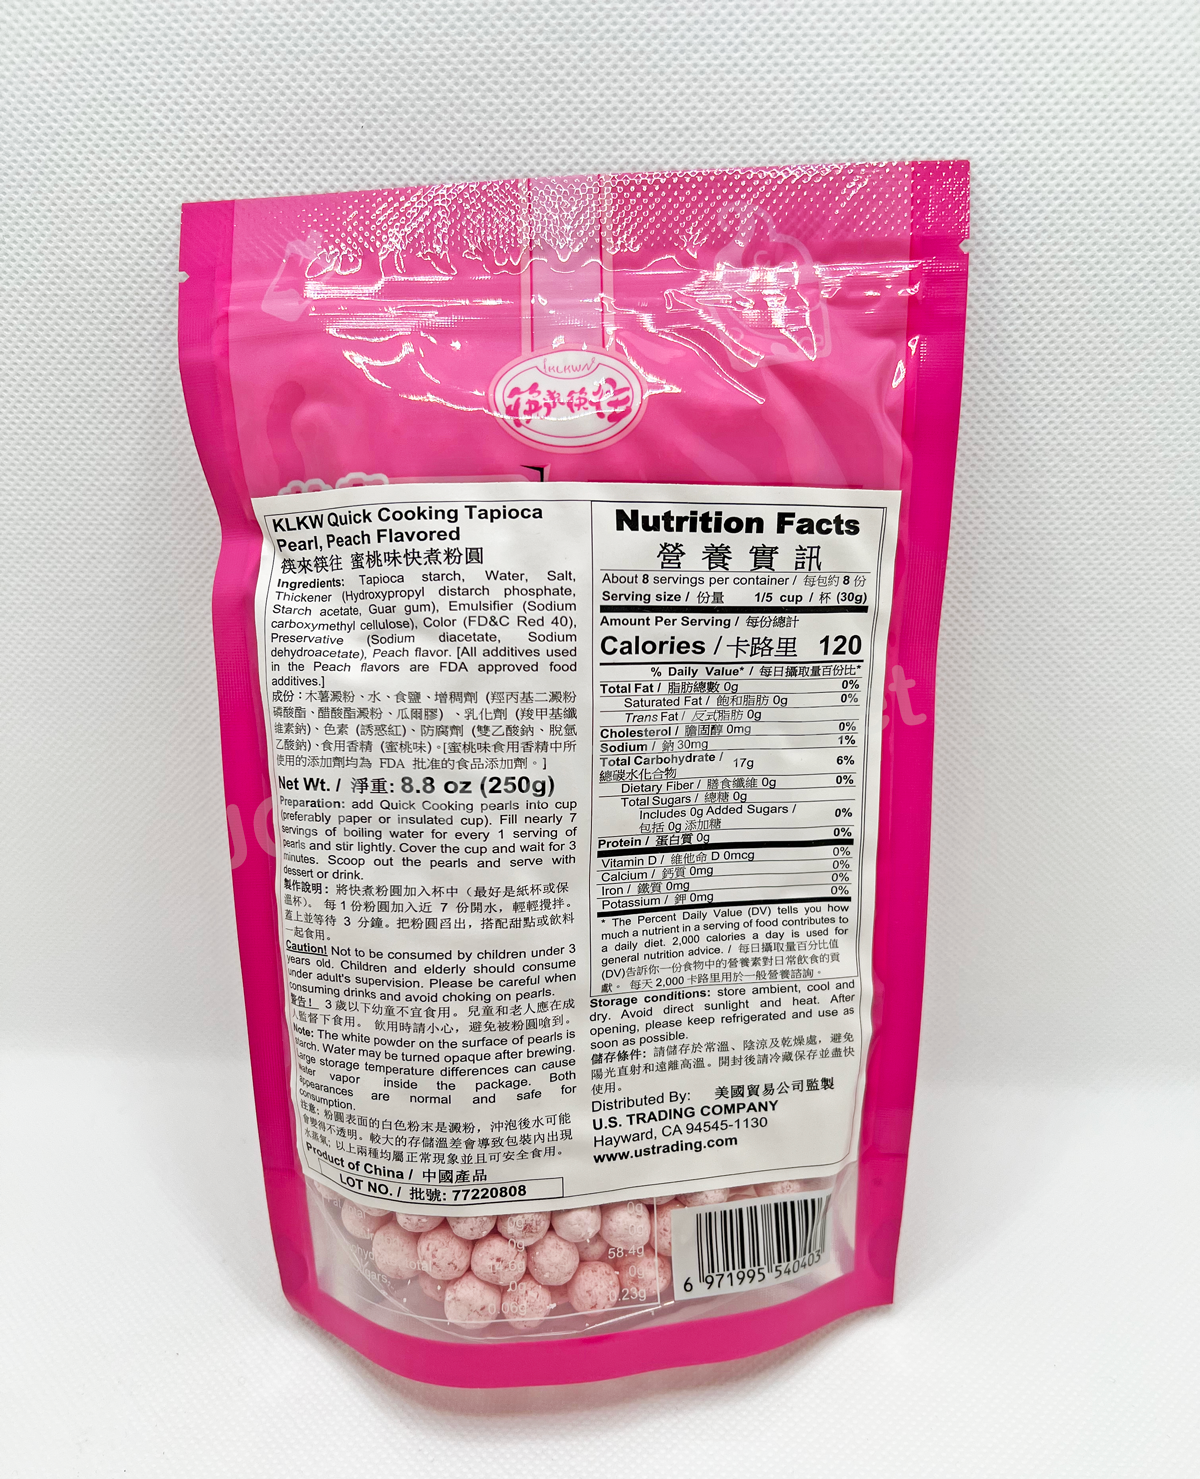 KLKW
筷來筷往
KLKW Quick Cooking Tapioca
Pearl, Peach Flavored
筷來筷往 蜜桃味快煮粉圓
Ingredients: Tapioca starch, Water, Salt,
Thickener (Hydroxypropyl distarch phosphate,
Starch acetate, Guar gum), Emulsifier (Sodium
carboxymethyl cellulose), Color (FD&C Red 40),
Preservative (Sodium diacetate, Sodium
dehydroacetate), Peach flavor. [All additives used
in the Peach flavors are FDA approved food
additives.]
成份：木薯澱粉、水、食鹽、增稠劑 (羥丙基二澱粉
磷酸酯、醋酸酯澱粉、瓜爾膠) 、乳化劑 (羧甲基纖
維素鈉)、色素 (誘惑紅)、防腐劑 (雙乙酸鈉、脫氫
乙酸鈉)、食用香精 (蜜桃味)。[蜜桃味食用香精中所
使用的添加劑均為 FDA 批准的食品添加劑。]
Net Wt. / 淨重: 8.8 oz (250g)
Preparation: add Quick Cooking pearls into cup
(preferably paper or insulated cup). Fill nearly 7
servings of boiling water for every 1 serving of
pearls and stir lightly. Cover the cup and wait for 3
minutes. Scoop out the pearls and serve with
dessert or drink.
製作說明：將快煮粉圓加入杯中（最好是紙杯或保
溫杯）。每 1 份粉圓加入近 7 份開水，輕輕攪拌。
蓋上並等待 3 分鐘。把粉圓舀出，搭配甜點或飲料
一起食用。
Caution! Not to be consumed by children under 3
years old. Children and elderly should consume
under adult's supervision. Please be careful when
consuming drinks and avoid choking on pearls.
警告！ 3 歲以下幼童不宜食用。兒童和老人應在成
人監督下食用。 飲用時請小心，避免被粉圓嗆到。
Note: The white powder on the surface of pearls is
starch. Water may be turned opaque after brewing.
Large storage temperature differences can cause
water vapor inside the package. Both
appearances are normal and safe for
consumption.
注意：粉圓表面的白色粉末是澱粉，沖泡後水可能
會變得不透明。較大的存儲溫差會導致包裝內出現
水蒸氣；以上兩種均屬正常現象並且可安全食用。
Product of China / 中國產品
LOT NO. / 批號: 77220808
Nutrition Facts
營養實訊
About 8 servings per container / 每包約 8 份
Serving size / 份量 1/5 cup / 杯 (30g)
Amount Per Serving / 每份總計
Calories / 卡路里 120
% Daily Value* / 每日攝取量百份比*
Total Fat / 脂肪總數 0g 0%
Saturated Fat / 飽和脂肪 0g 0%
Trans Fat / 反式脂肪 0g
Cholesterol / 膽固醇 0mg 0%
Sodium / 鈉 30mg 1%
Total Carbohydrate / 17g 6%
總碳水化合物
Dietary Fiber / 膳食纖維 0g 0%
Total Sugars / 總糖 0g
Includes 0g Added Sugars / 0%
包括 0g 添加糖
Protein / 蛋白質 0g 0%
Vitamin D / 維他命 D 0mcg 0%
Calcium / 鈣質 0mg 0%
Iron / 鐵質 0mg 0%
Potassium / 鉀 0mg 0%
* The Percent Daily Value (DV) tells you how
much a nutrient in a serving of food contributes to
a daily diet. 2,000 calories a day is used for
general nutrition advice. / 每日攝取量百分比值
(DV)告訴你一份食物中的營養素對日常飲食的貢
獻。 每天 2,000 卡路里用於一般營養諮詢。
Storage conditions: store ambient, cool and
dry. Avoid direct sunlight and heat. After
opening, please keep refrigerated and use as
soon as possible.
儲存條件: 請儲存於常溫、陰涼及乾燥處，避免
陽光直射和遠離高溫。開封後請冷藏保存並盡快
使用。
Distributed By: 美國貿易公司監製
U.S. TRADING COMPANY
Hayward, CA 94545-1130
www.ustrading.com
0g
0g
58.4g
0g
0g
0.06g
0.23g
6 971995 540403